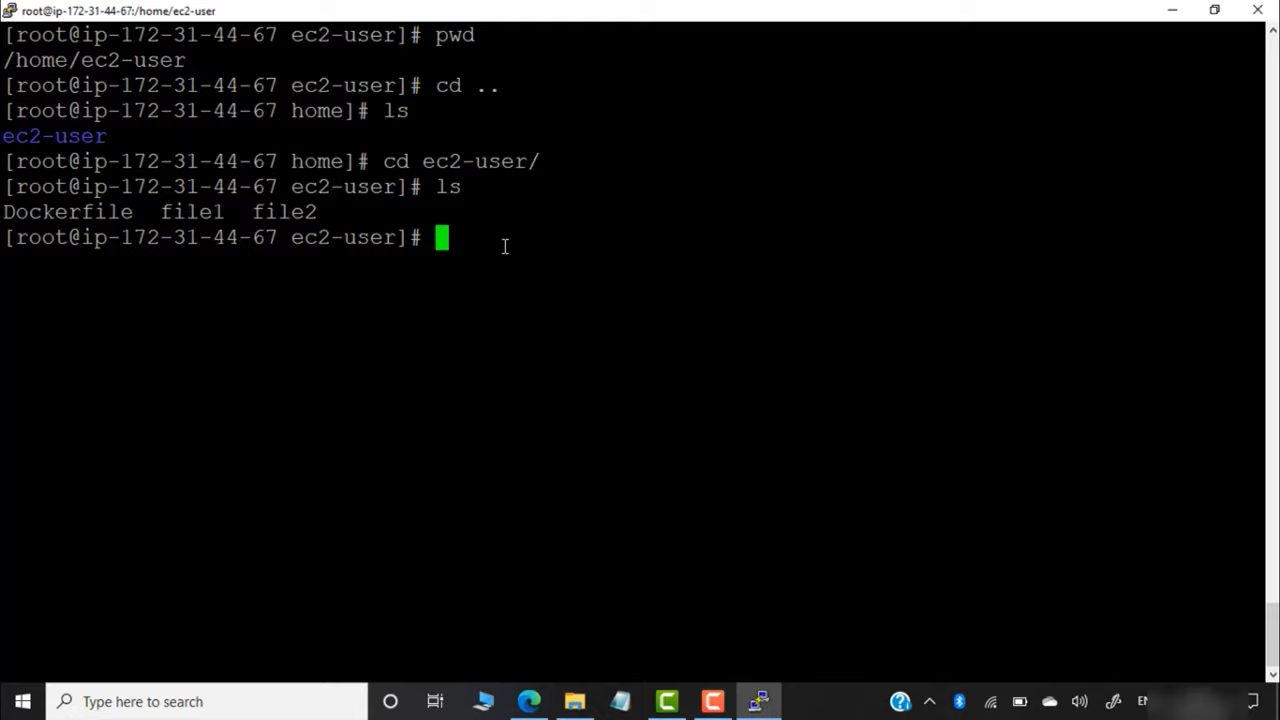 root@ip-172-31-44-67:/home/ec2-user
[root@ip-172-31-44-67 ec2-user]# pwd
/home/ec2-user
[root@ip-172-31-44-67 ec2-user]# cd ..
[root@ip-172-31-44-67 home]# ls
ec2-user
[root@ip-172-31-44-67 home]# cd ec2-user/
[root@ip-172-31-44-67 ec2-user]# ls
Dockerfile  file1  file2
[root@ip-172-31-44-67 ec2-user]#
Type here to search